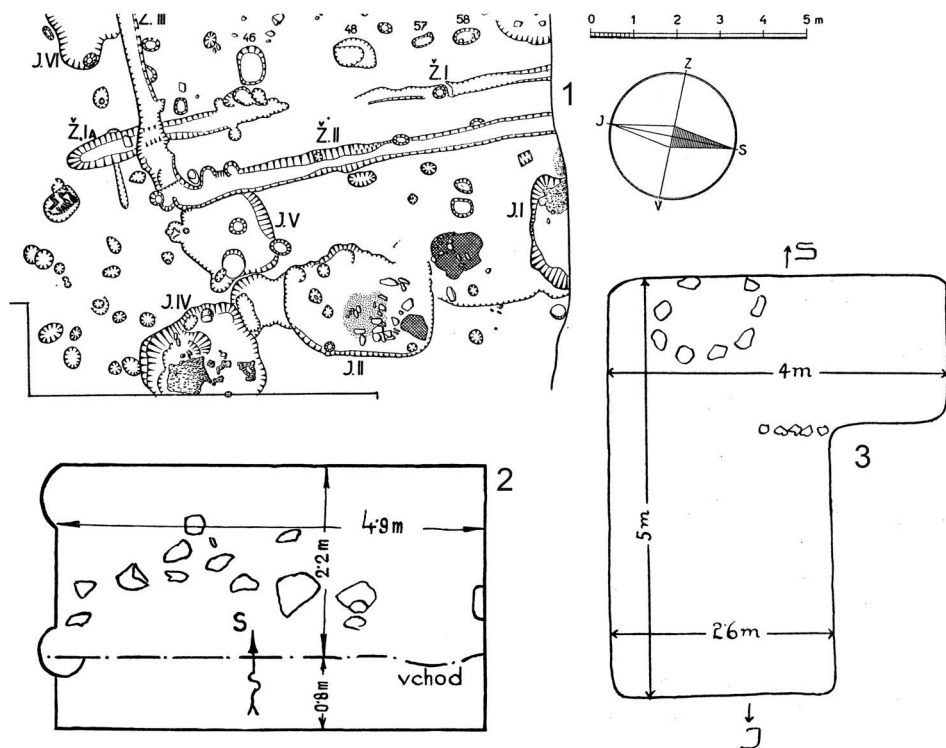 Ž.III
46
48
57
58
0 1 2 3 4 5 m
J.VI
Ž.I
1
Z
J
S
V
Ž.IA
Ž.II
J.V
J.I
S
J.IV
J.II
4m
3
2
4·9m
2·2m
5m
S
2·6m
vchod
0·8m
J